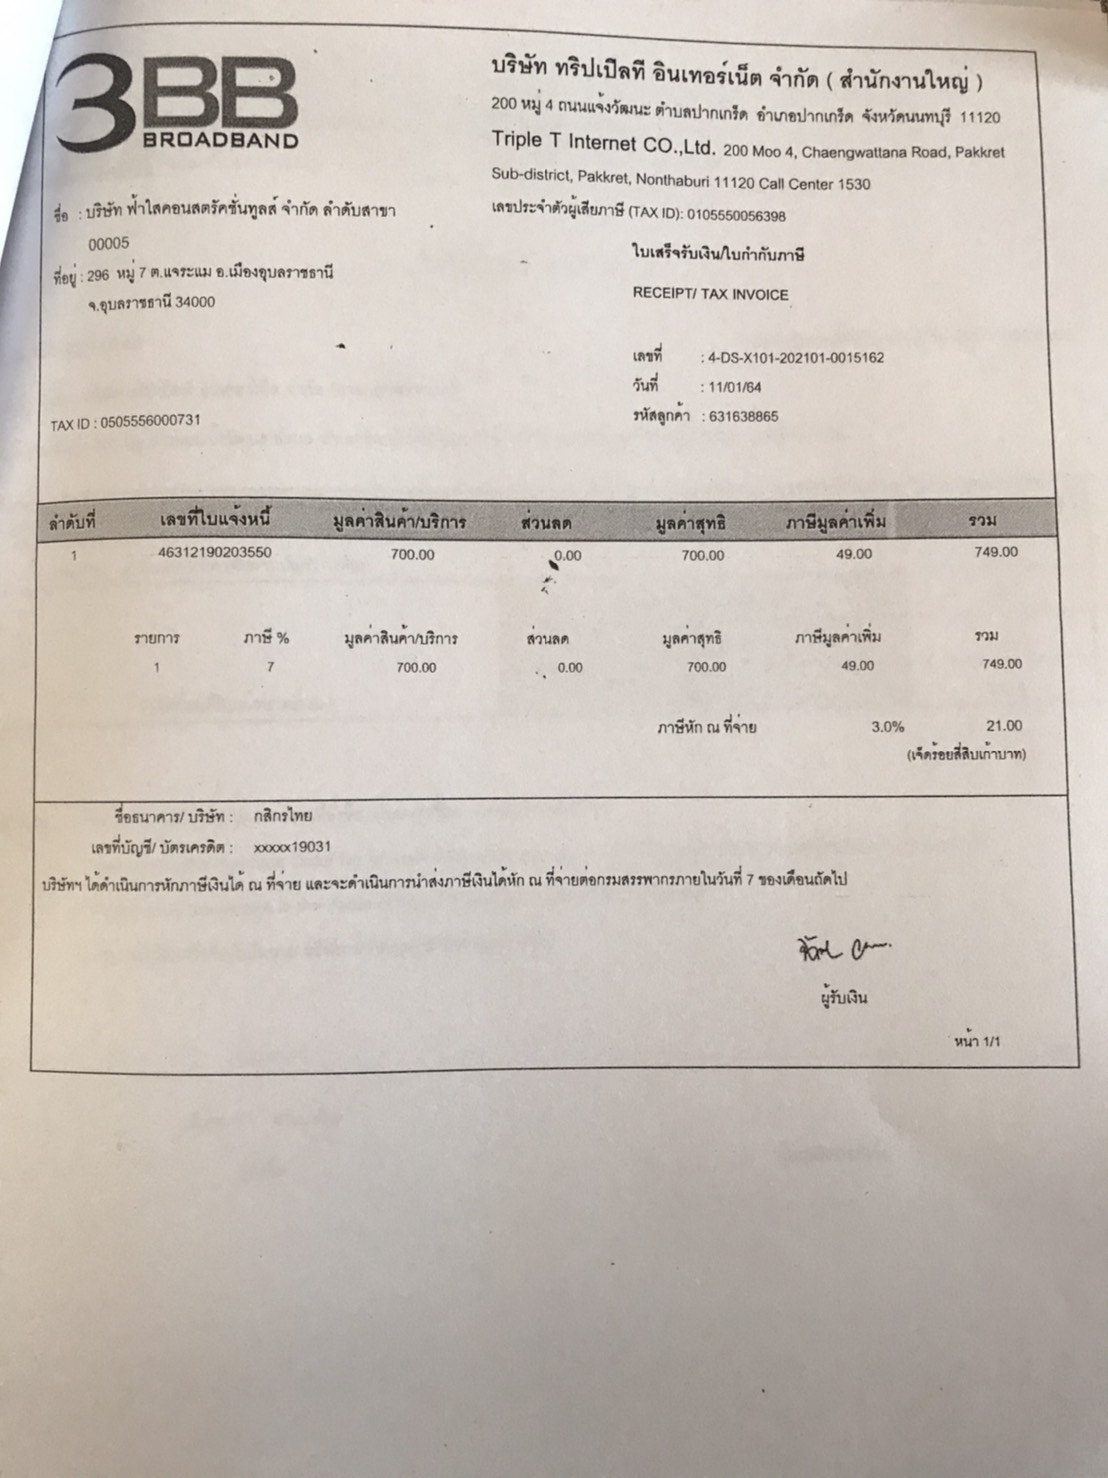 3BB
BROADBAND
บริษัท ทริปเปิลที อินเทอร์เน็ต จำกัด ( สำนักงานใหญ่ )
200 หมู่ 4 ถนนแจ้งวัฒนะ ตำบลปากเกร็ด อำเภอปากเกร็ด จังหวัดนนทบุรี 11120
Triple T Internet CO.,Ltd. 200 Moo 4, Chaengwattana Road, Pakkret
Sub-district, Pakkret, Nonthaburi 11120 Call Center 1530
เลขประจำตัวผู้เสียภาษี (TAX ID): 0105550056398
ชื่อ : บริษัท ฟ้าใสคอนสตรัคชั่นทูลส์ จำกัด ลำดับสาขา
00005
ที่อยู่ : 296 หมู่ 7 ต.แจระแม อ.เมืองอุบลราชธานี
จ.อุบลราชธานี 34000
TAX ID : 0505556000731
ใบเสร็จรับเงิน/ใบกำกับภาษี
RECEIPT/ TAX INVOICE
เลขที่ : 4-DS-X101-202101-0015162
วันที่ : 11/01/64
รหัสลูกค้า : 631638865
ลำดับที่ เลขที่ใบแจ้งหนี้ มูลค่าสินค้า/บริการ ส่วนลด มูลค่าสุทธิ ภาษีมูลค่าเพิ่ม รวม
1 46312190203550 700.00 0.00 700.00 49.00 749.00
รายการ ภาษี % มูลค่าสินค้า/บริการ ส่วนลด มูลค่าสุทธิ ภาษีมูลค่าเพิ่ม รวม
1 7 700.00 0.00 700.00 49.00 749.00
ภาษีหัก ณ ที่จ่าย 3.0% 21.00
(เจ็ดร้อยสี่สิบเก้าบาท)
ชื่อธนาคาร/ บริษัท : กสิกรไทย
เลขที่บัญชี/ บัตรเครดิต : xxxxx19031
บริษัทฯ ได้ดำเนินการหักภาษีเงินได้ ณ ที่จ่าย และจะดำเนินการนำส่งภาษีเงินได้หัก ณ ที่จ่ายต่อกรมสรรพากรภายในวันที่ 7 ของเดือนถัดไป
ผู้รับเงิน
หน้า 1/1